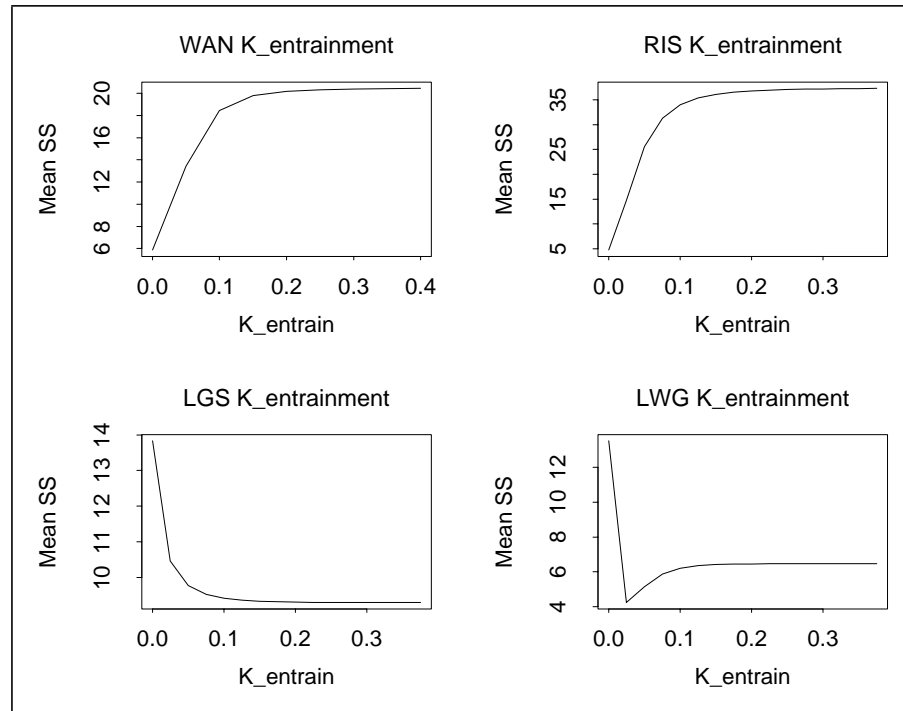 WAN K_entrainment
Mean SS
6 8 12 16 20
0.0 0.1 0.2 0.3 0.4
K_entrain
RIS K_entrainment
Mean SS
5 15 25 35
0.0 0.1 0.2 0.3
K_entrain
LGS K_entrainment
Mean SS
10 11 12 13 14
0.0 0.1 0.2 0.3
K_entrain
LWG K_entrainment
Mean SS
4 6 8 10 12
0.0 0.1 0.2 0.3
K_entrain